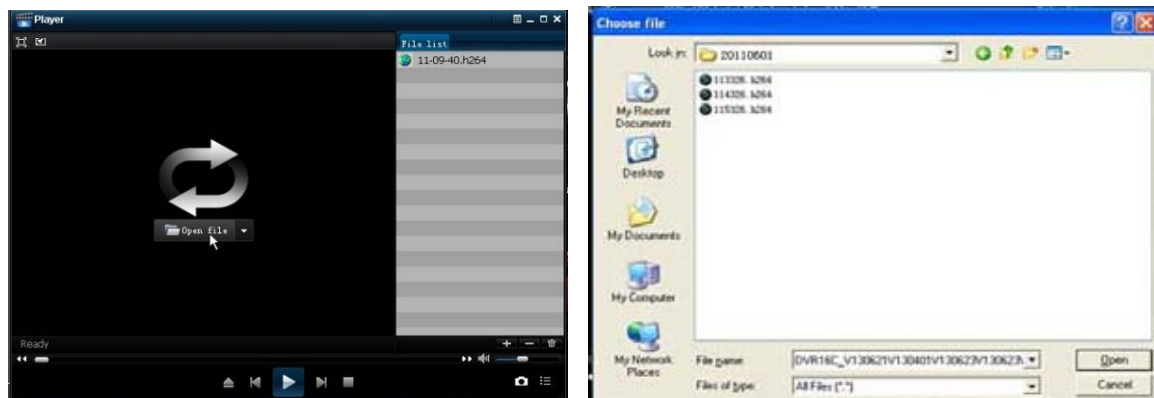 Player
File list
11-09-40.h264
Open file
Ready
Choose file
Look in:
20110601
113328.h264
114328.h264
115328.h264
My Recent
Documents
Desktop
My Documents
My Computer
My Network
Places
File name:
DVR16C_V130621V130401V130623V130623\
Open
Files of type:
All Files (*.*)
Cancel